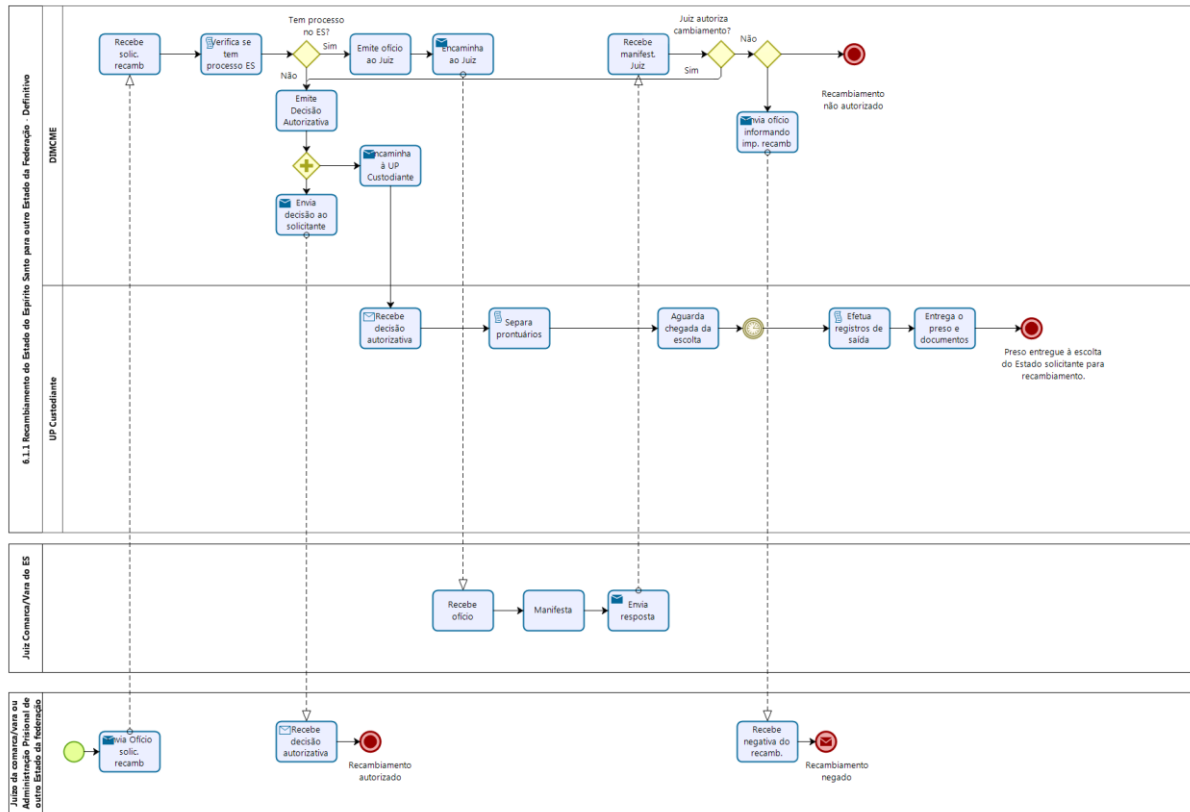 6.1.1 Recambiamento do Estado do Espírito Santo para outro Estado da Federação - Definitivo
DIMCME
Recebe
solic.
recamb
Verifica se
tem
processo ES
Tem processo
no ES?
Sim
Não
Emite ofício
ao Juiz
Encaminha
ao Juiz
Recebe
manifest.
Juiz
Juiz autoriza
cambiamento?
Não
Sim
Recambiamento
não autorizado
Emite
Decisão
Autorizativa
ncaminha
à UP
Custodiante
Envia
decisão ao
solicitante
nvia ofício
informando
imp. recamb
UP Custodiante
Recebe
decisão
autorizativa
Separa
prontuários
Aguarda
chegada da
escolta
Efetua
registros de
saída
Entrega o
preso e
documentos
Preso entregue à escolta
do Estado solicitante para
recambiamento.
Juiz Comarca/Vara do ES
Recebe
ofício
Manifesta
Envia
resposta
Juízo da comarca/vara ou
Administração Prisional de
outro Estado da federação
nvia Ofício
solic.
recamb
Recebe
decisão
autorizativa
Recambiamento
autorizado
Recebe
negativa do
recamb.
Recambiamento
negado